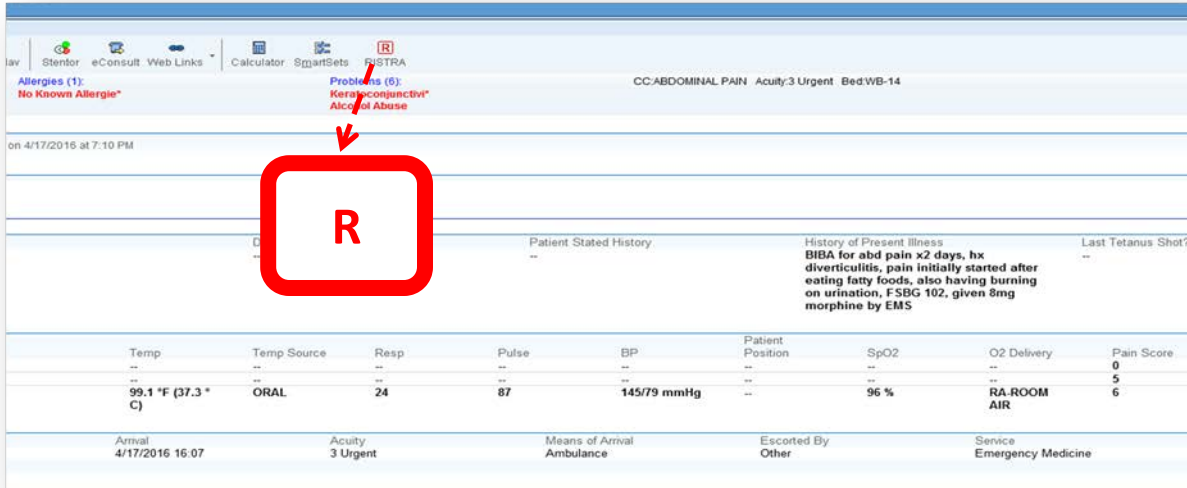 Stentor eConsult Web Links Calculator SmartSets RISTRA
Allergies (1): Problems (6): CC:ABDOMINAL PAIN Acuity:3 Urgent Bed:WB-14
No Known Allergie* Keratoconjunctivi*
Alcohol Abuse
on 4/17/2016 at 7:10 PM
R
Patient Stated History History of Present Illness Last Tetanus Shot?
-- -- BIBA for abd pain x2 days, hx --
diverticulitis, pain initially started after
eating fatty foods, also having burning
on urination, FSBG 102, given 8mg
morphine by EMS
Patient
Temp Temp Source Resp Pulse BP Position SpO2 O2 Delivery Pain Score
-- -- -- -- -- -- -- -- 0
-- -- -- -- -- -- -- -- 5
99.1 °F (37.3 ° ORAL 24 87 145/79 mmHg -- 96 % RA-ROOM 6
C) AIR
Arrival Acuity Means of Arrival Escorted By Service
4/17/2016 16:07 3 Urgent Ambulance Other Emergency Medicine